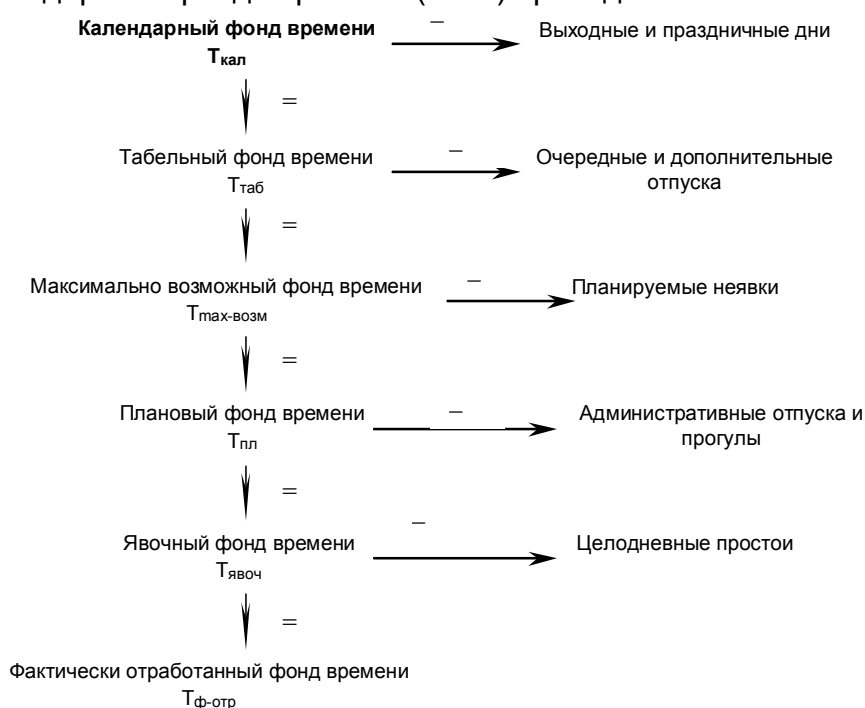 Календарный фонд времени – Выходные и праздничные дни
Ткал
=
Табельный фонд времени – Очередные и дополнительные
Ттаб отпуска
=
Максимально возможный фонд времени – Планируемые неявки
Тmax-возм
=
Плановый фонд времени – Административные отпуска и
Тпл прогулы
=
Явочный фонд времени – Целодневные простои
Тявоч
=
Фактически отработанный фонд времени
Тф-отр